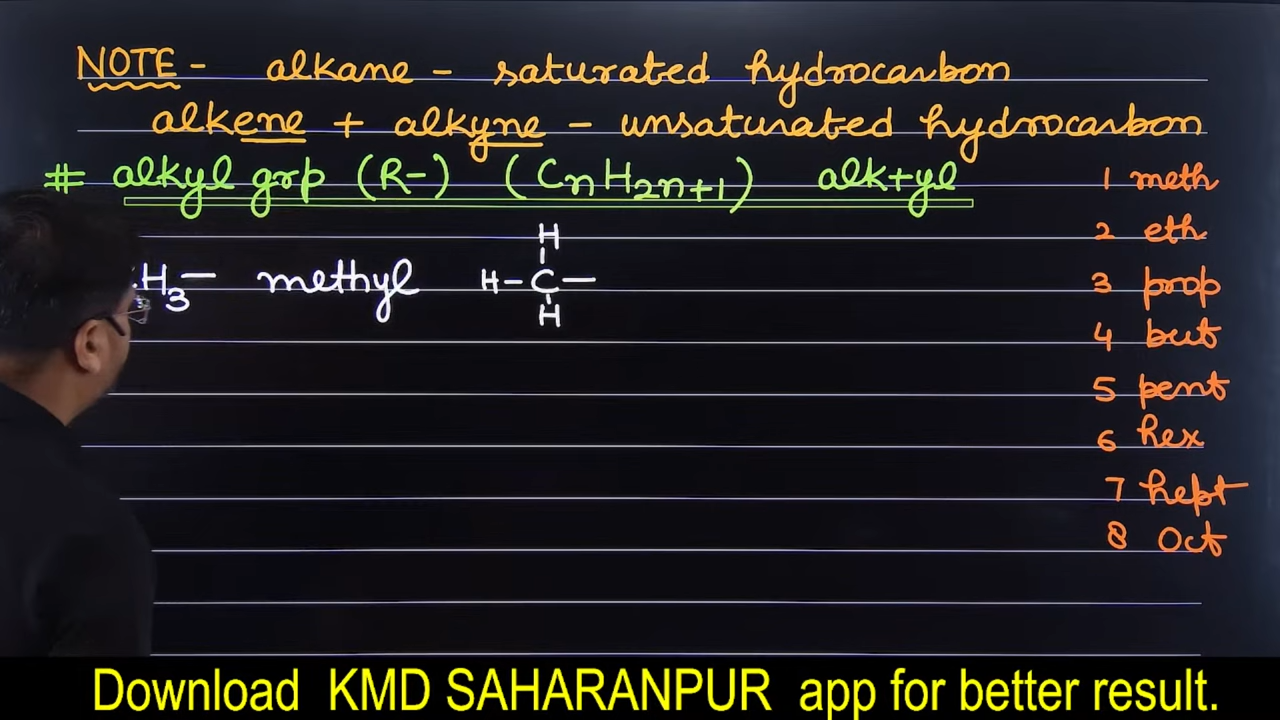 NOTE - alkane - saturated hydrocarbon
alkene + alkyne - unsaturated hydrocarbon
# alkyl grp (R-) (CnH2n+1) alk+yl
H3- methyl
H
H-C-
H
1 meth
2 eth
3 prop
4 but
5 pent
6 hex
7 hept
8 Oct
Download KMD SAHARANPUR app for better result.